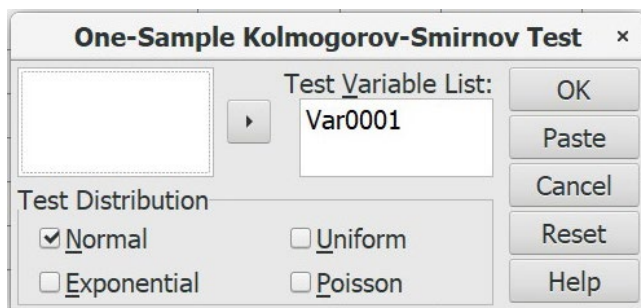 One-Sample Kolmogorov-Smirnov Test ×
Test Variable List:
Var0001
OK
Paste
Cancel
Reset
Help
Test Distribution
Normal
Uniform
Exponential
Poisson